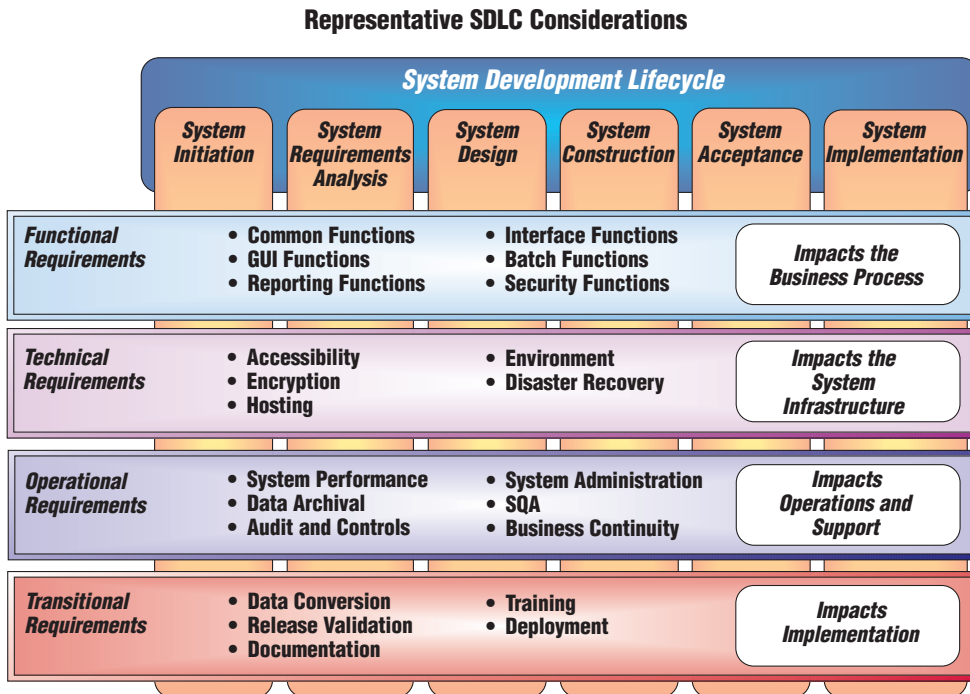 Representative SDLC Considerations
System Development Lifecycle
System
Initiation
System
Requirements
Analysis
System
Design
System
Construction
System
Acceptance
System
Implementation
Functional
Requirements
• Common Functions
• GUI Functions
• Reporting Functions
• Interface Functions
• Batch Functions
• Security Functions
Impacts the
Business Process
Technical
Requirements
• Accessibility
• Encryption
• Hosting
• Environment
• Disaster Recovery
Impacts the
System
Infrastructure
Operational
Requirements
• System Performance
• Data Archival
• Audit and Controls
• System Administration
• SQA
• Business Continuity
Impacts
Operations and
Support
Transitional
Requirements
• Data Conversion
• Release Validation
• Documentation
• Training
• Deployment
Impacts
Implementation